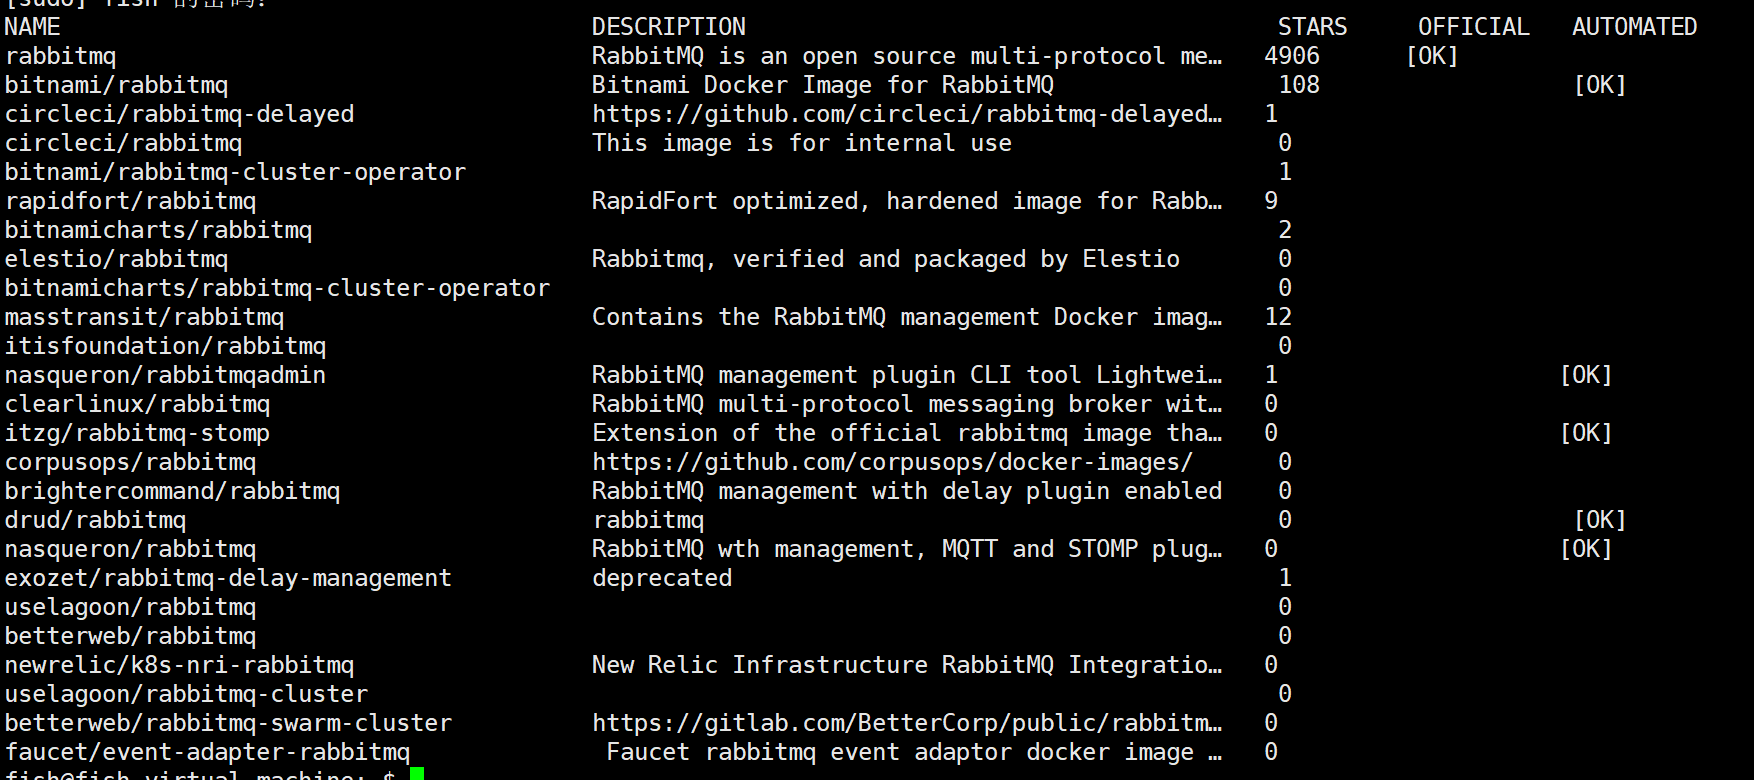 [sudo] fish 的密码:
NAME DESCRIPTION STARS OFFICIAL AUTOMATED
rabbitmq RabbitMQ is an open source multi-protocol me… 4906 [OK]
bitnami/rabbitmq Bitnami Docker Image for RabbitMQ 108 [OK]
circleci/rabbitmq-delayed https://github.com/circleci/rabbitmq-delayed… 1
circleci/rabbitmq This image is for internal use 0
bitnami/rabbitmq-cluster-operator 1
rapidfort/rabbitmq RapidFort optimized, hardened image for Rabb… 9
bitnamicharts/rabbitmq 2
elestio/rabbitmq Rabbitmq, verified and packaged by Elestio 0
bitnamicharts/rabbitmq-cluster-operator 0
masstransit/rabbitmq Contains the RabbitMQ management Docker imag… 12
itisfoundation/rabbitmq 0
nasqueron/rabbitmqadmin RabbitMQ management plugin CLI tool Lightwei… 1 [OK]
clearlinux/rabbitmq RabbitMQ multi-protocol messaging broker wit… 0
itzg/rabbitmq-stomp Extension of the official rabbitmq image tha… 0 [OK]
corpusops/rabbitmq https://github.com/corpusops/docker-images/ 0
brightercommand/rabbitmq RabbitMQ management with delay plugin enabled 0
drud/rabbitmq rabbitmq 0 [OK]
nasqueron/rabbitmq RabbitMQ wth management, MQTT and STOMP plug… 0 [OK]
exozet/rabbitmq-delay-management deprecated 1
uselagoon/rabbitmq 0
betterweb/rabbitmq 0
newrelic/k8s-nri-rabbitmq New Relic Infrastructure RabbitMQ Integratio… 0
uselagoon/rabbitmq-cluster 0
betterweb/rabbitmq-swarm-cluster https://gitlab.com/BetterCorp/public/rabbitm… 0
faucet/event-adapter-rabbitmq Faucet rabbitmq event adaptor docker image … 0
fish@fish-virtual-machine:~$